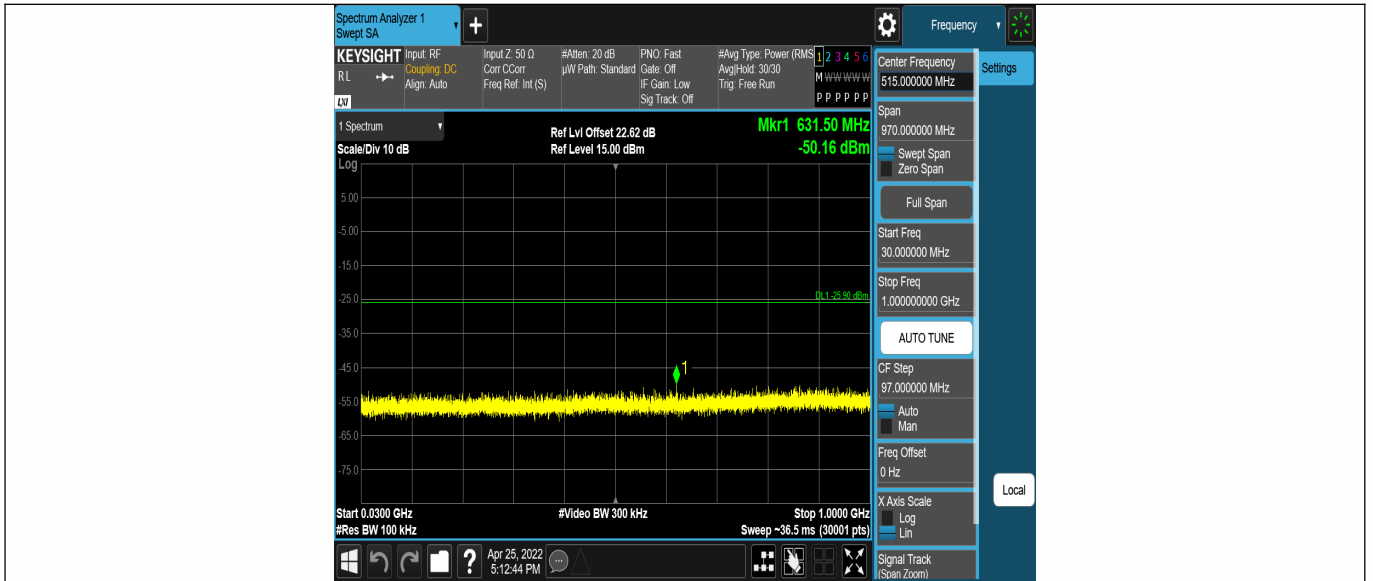 Spectrum Analyzer 1
Swept SA
+
Frequency
KEYSIGHT
R L
LXI
Input: RF
Coupling: DC
Align: Auto
Input Z: 50 Ω
Corr CCorr
Freq Ref: Int (S)
#Atten: 20 dB
µW Path: Standard
PNO: Fast
Gate: Off
IF Gain: Low
Sig Track: Off
#Avg Type: Power (RMS
Avg|Hold: 30/30
Trig: Free Run
1 2 3 4 5 6
M W W W W W
P P P P P P
1 Spectrum
Scale/Div 10 dB
Log
Ref Lvl Offset 22.62 dB
Ref Level 15.00 dBm
Mkr1 631.50 MHz
-50.16 dBm
5.00
-5.00
-15.0
-25.0
DL1 -25.90 dBm
-35.0
-45.0
1
-55.0
-65.0
-75.0
Start 0.0300 GHz
#Res BW 100 kHz
#Video BW 300 kHz
Stop 1.0000 GHz
Sweep ~36.5 ms (30001 pts)
?
Apr 25, 2022
5:12:44 PM
Center Frequency
515.000000 MHz
Settings
Span
970.000000 MHz
Swept Span
Zero Span
Full Span
Start Freq
30.000000 MHz
Stop Freq
1.000000000 GHz
AUTO TUNE
CF Step
97.000000 MHz
Auto
Man
Freq Offset
0 Hz
X Axis Scale
Log
Lin
Local
Signal Track
(Span Zoom)